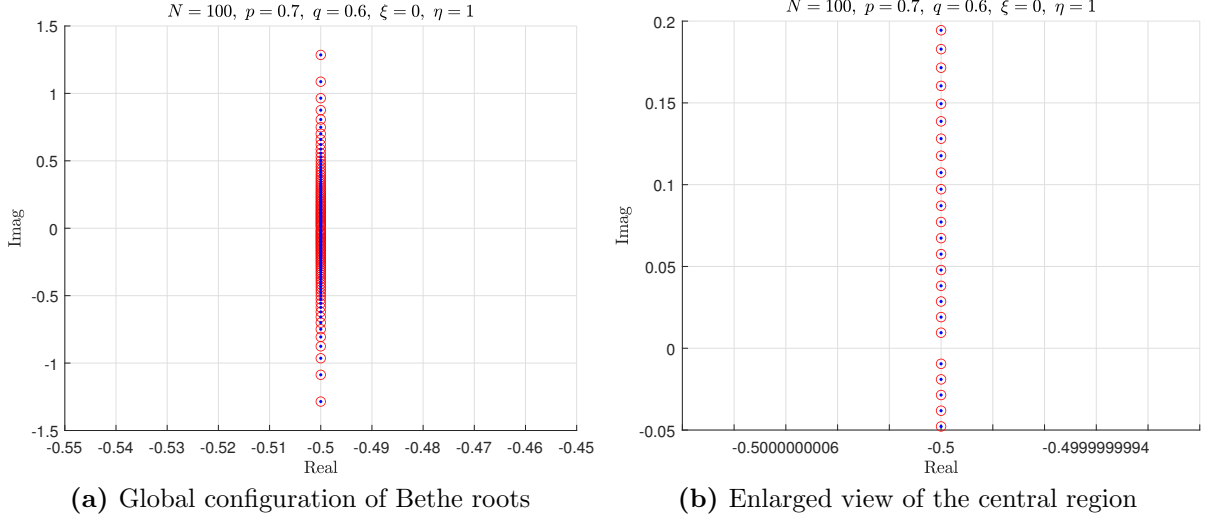 N = 100, p = 0.7, q = 0.6, ξ = 0, η = 1
1.5
1
0.5
0
-0.5
-1
-1.5
Imag
-0.55 -0.54 -0.53 -0.52 -0.51 -0.5 -0.49 -0.48 -0.47 -0.46 -0.45
Real
(a) Global configuration of Bethe roots
N = 100, p = 0.7, q = 0.6, ξ = 0, η = 1
0.2
0.15
0.1
0.05
0
-0.05
Imag
-0.5000000006 -0.5 -0.4999999994
Real
(b) Enlarged view of the central region